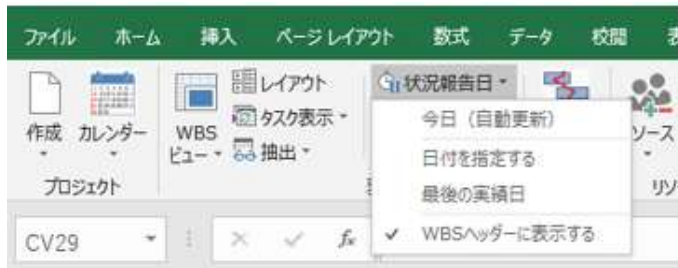 ファイル ホーム 挿入 ページレイアウト 数式 データ 校閲
作成 カレンダー
プロジェクト
WBS
ビュー
レイアウト
タスク表示
抽出
状況報告日
今日（自動更新）
日付を指定する
最後の実績日
WBSヘッダーに表示する
ソース
リソ
CV29
fx